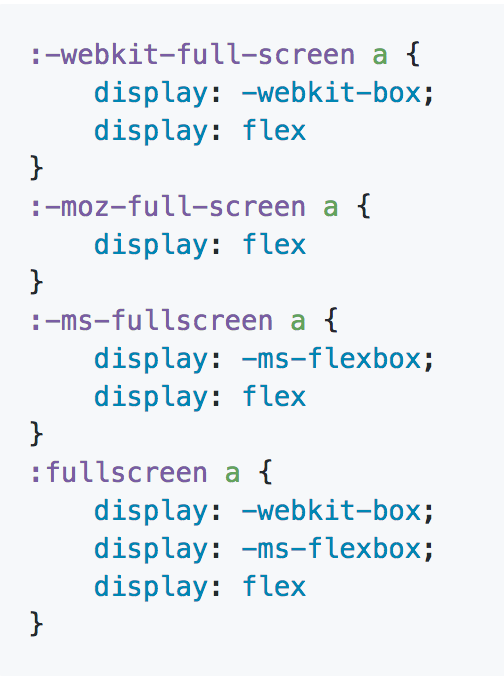 :-webkit-full-screen a {
    display: -webkit-box;
    display: flex
}
:-moz-full-screen a {
    display: flex
}
:-ms-fullscreen a {
    display: -ms-flexbox;
    display: flex
}
:fullscreen a {
    display: -webkit-box;
    display: -ms-flexbox;
    display: flex
}